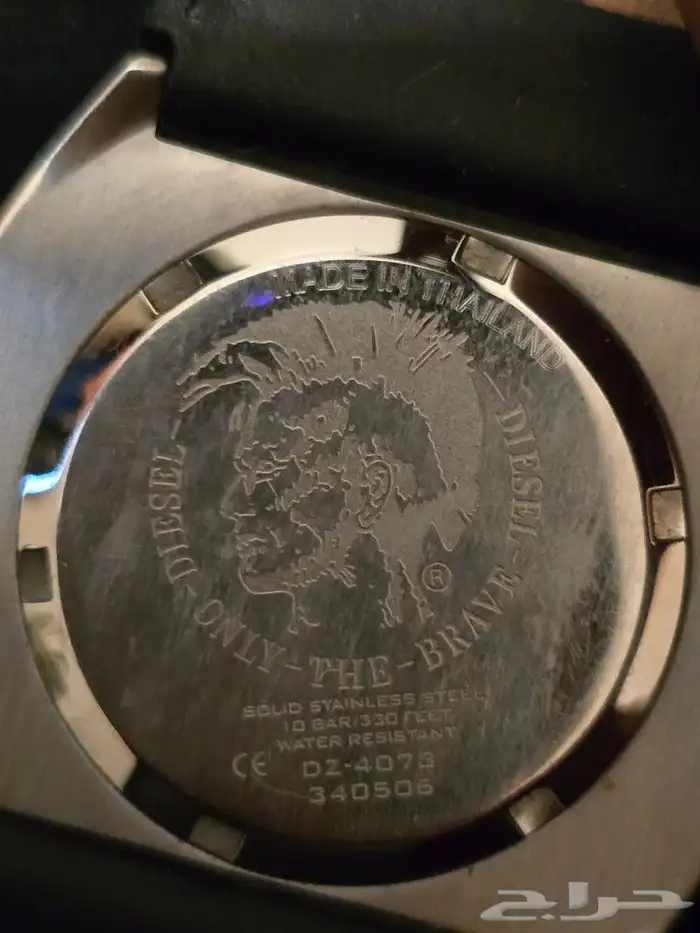 MADE IN THAILAND
DIESEL - ONLY - THE - BRAVE - DIESEL
®
SOLID STAINLESS STEEL
10 BAR/330 FEET
WATER RESISTANT
CE DZ-4073
340506
حراج